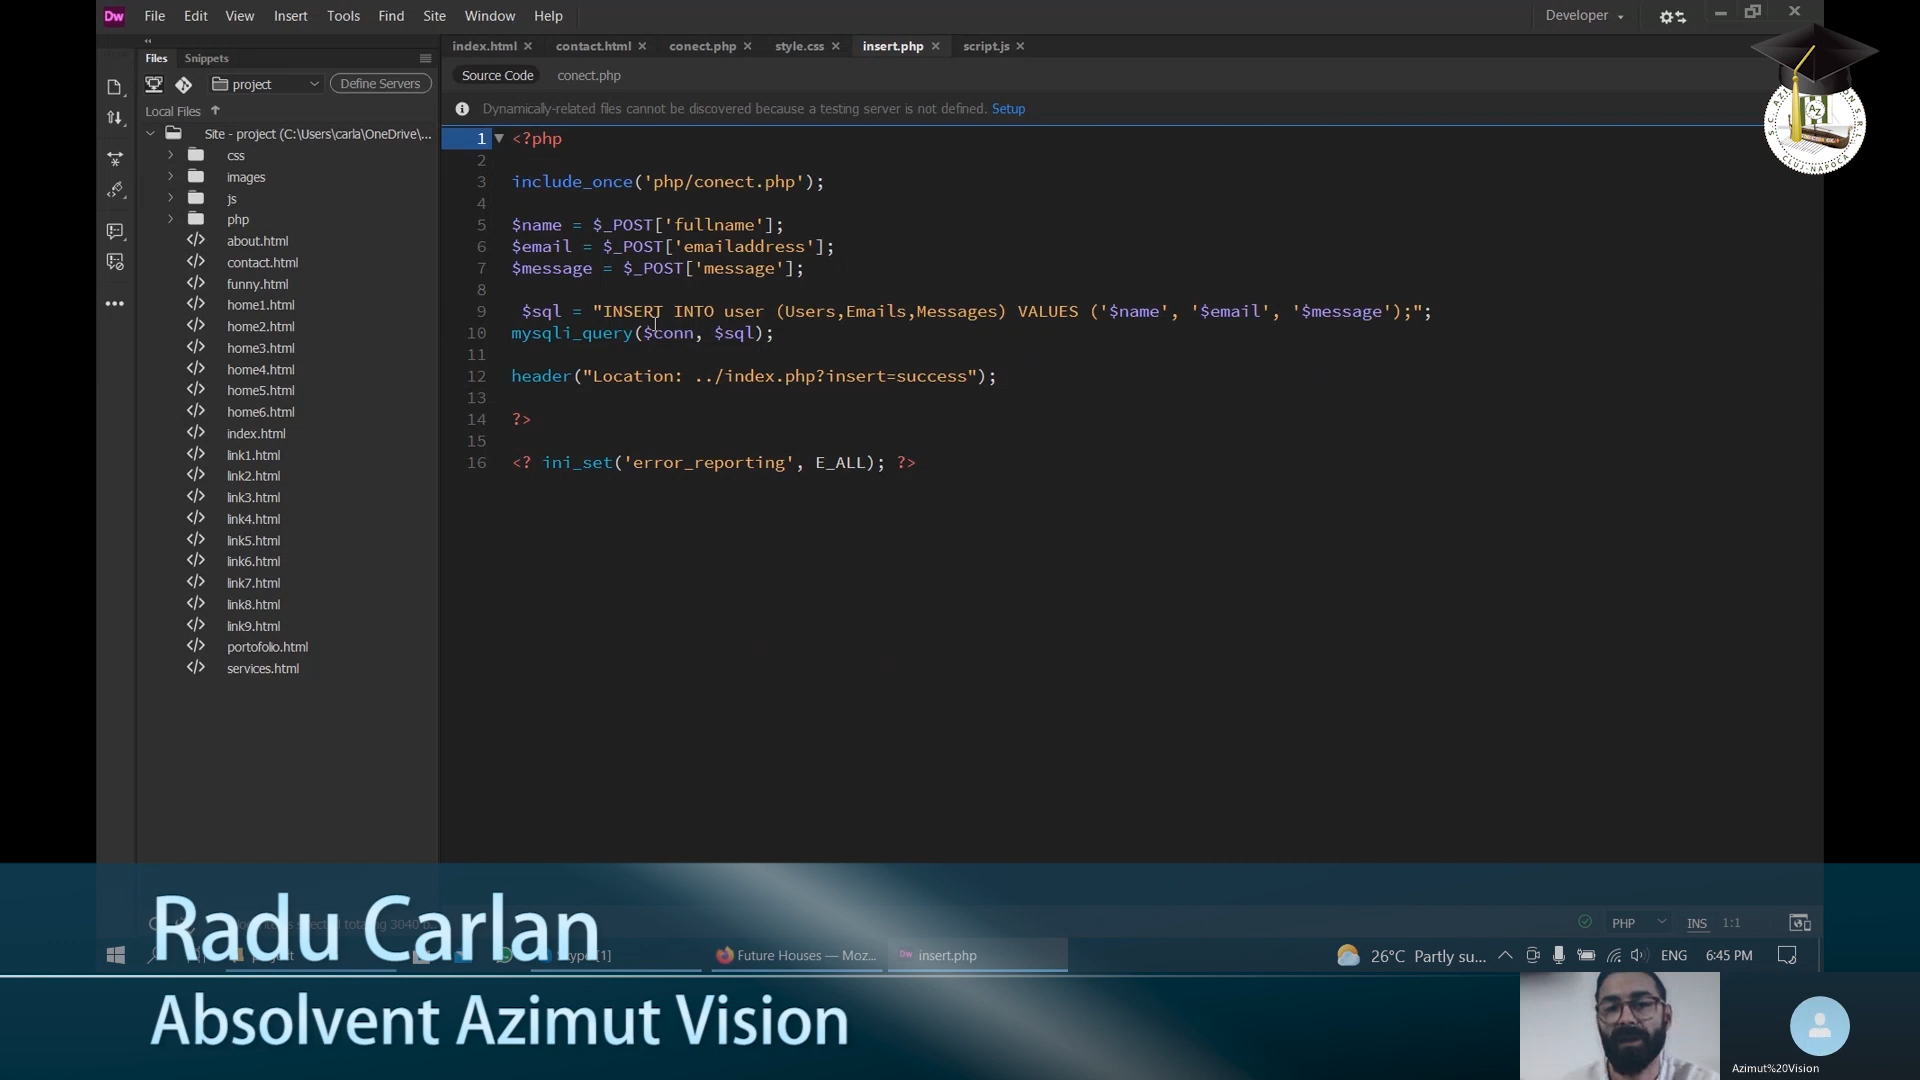 Dw File Edit View Insert Tools Find Site Window Help Developer
Files Snippets
project Define Servers
Local Files
Site - project (C:\Users\carla\OneDrive\...
css
images
js
php
about.html
contact.html
funny.html
home1.html
home2.html
home3.html
home4.html
home5.html
home6.html
index.html
link1.html
link2.html
link3.html
link4.html
link5.html
link6.html
link7.html
link8.html
link9.html
portofolio.html
services.html
index.html contact.html conect.php style.css insert.php script.js
Source Code conect.php
Dynamically-related files cannot be discovered because a testing server is not defined. Setup
1 <?php
2
3 include_once('php/conect.php');
4
5 $name = $_POST['fullname'];
6 $email = $_POST['emailaddress'];
7 $message = $_POST['message'];
8
9 $sql = "INSERT INTO user (Users,Emails,Messages) VALUES ('$name', '$email', '$message');";
10 mysqli_query($conn, $sql);
11
12 header("Location: ../index.php?insert=success");
13
14 ?>
15
16 <? ini_set('error_reporting', E_ALL); ?>
Az
CLUJ-NAPOCA
PHP INS 1:1
Radu Carlan
Future Houses — Moz... Dw insert.php 26°C Partly su... ENG 6:45 PM
Absolvent Azimut Vision
Azimut%20Vision